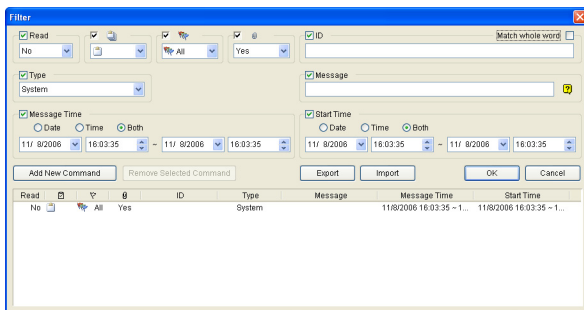 Filter
Read
ID
Match whole word
No
All
Yes
Type
Message
System
Message Time
Start Time
Date Time Both
Date Time Both
11/ 8/2006 16:03:35 ~ 11/ 8/2006 16:03:35
11/ 8/2006 16:03:35 ~ 11/ 8/2006 16:03:35
Add New Command Remove Selected Command Export Import OK Cancel
Read ID Type Message Message Time Start Time
No All Yes System 11/8/2006 16:03:35 ~ 1... 11/8/2006 16:03:35 ~ 1...